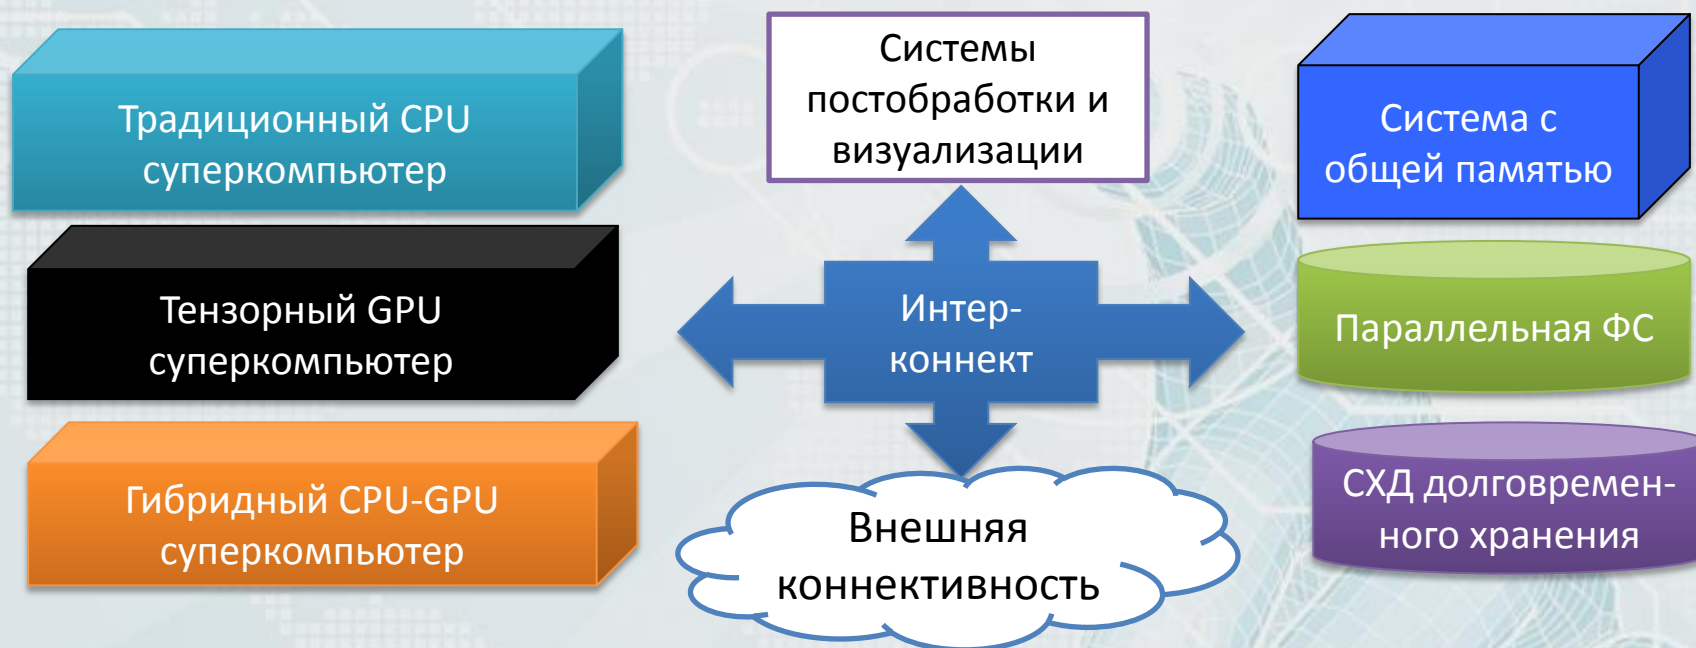 Традиционный CPU
суперкомпьютер
Тензорный GPU
суперкомпьютер
Гибридный CPU-GPU
суперкомпьютер
Системы
постобработки и
визуализации
Интер-
коннект
Внешняя
коннективность
Система с
общей памятью
Параллельная ФС
СХД долговремен-
ного хранения